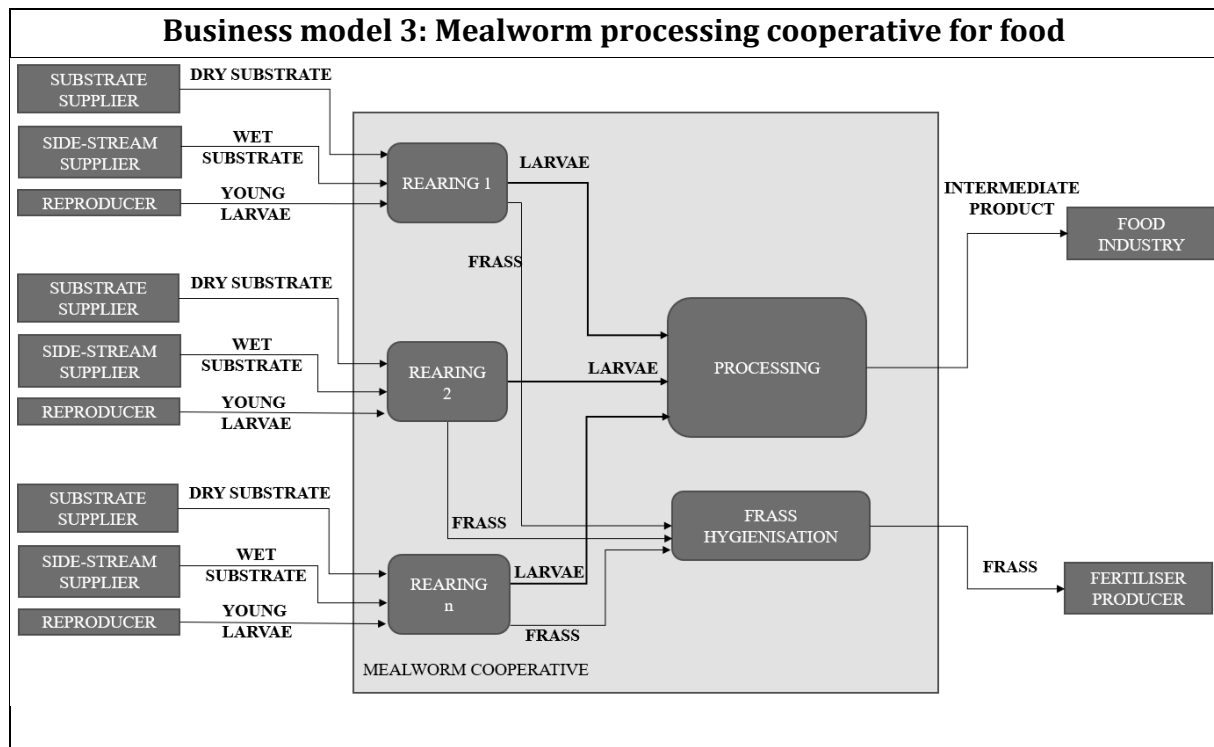 Business model 3: Mealworm processing cooperative for food
SUBSTRATE
SUPPLIER
DRY SUBSTRATE
SIDE-STREAM
SUPPLIER
WET
SUBSTRATE
REPRODUCER
YOUNG
LARVAE
REARING 1
LARVAE
FRASS
SUBSTRATE
SUPPLIER
DRY SUBSTRATE
SIDE-STREAM
SUPPLIER
WET
SUBSTRATE
REPRODUCER
YOUNG
LARVAE
REARING
2
LARVAE
FRASS
SUBSTRATE
SUPPLIER
DRY SUBSTRATE
SIDE-STREAM
SUPPLIER
WET
SUBSTRATE
REPRODUCER
YOUNG
LARVAE
REARING
n
LARVAE
FRASS
PROCESSING
FRASS
HYGIENISATION
MEALWORM COOPERATIVE
INTERMEDIATE
PRODUCT
FOOD
INDUSTRY
FRASS
FERTILISER
PRODUCER